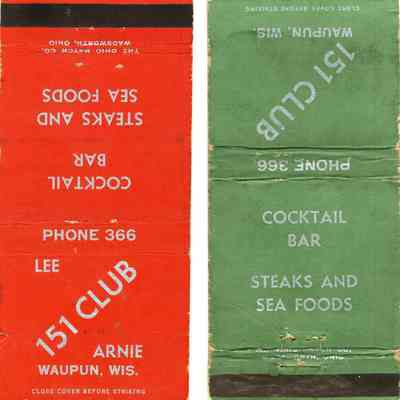 THE OHIO MATCH CO.
WADSWORTH, OHIO
STEAKS AND
SEA FOODS
COCKTAIL
BAR
PHONE 366
LEE
151 CLUB
ARNIE
WAUPUN, WIS.
CLOSE COVER BEFORE STRIKING
CLOSE COVER BEFORE STRIKING
WAUPUN, WIS.
151 CLUB
PHONE 366
COCKTAIL
BAR
STEAKS AND
SEA FOODS